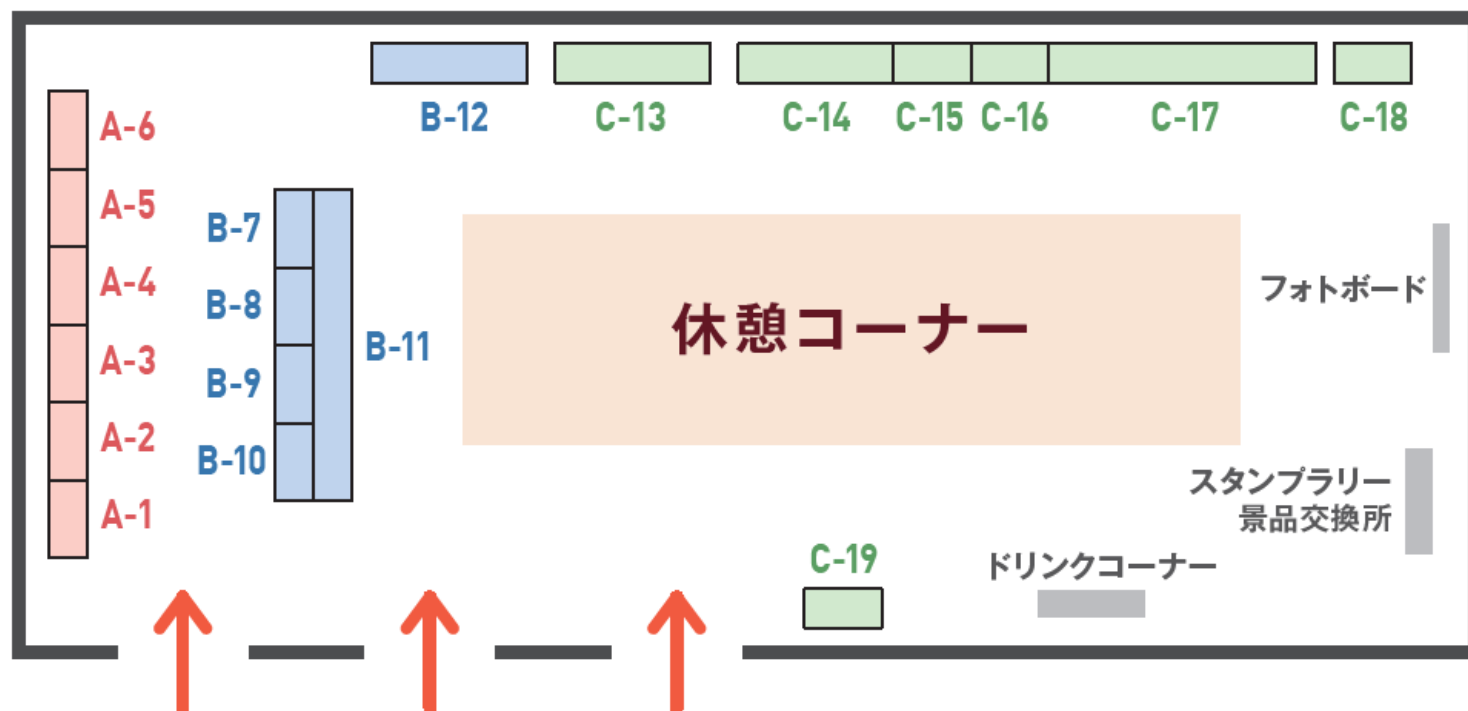 B-12
C-13
C-14
C-15
C-16
C-17
C-18
A-6
A-5
A-4
A-3
A-2
A-1
B-7
B-8
B-9
B-10
B-11
休憩コーナー
フォトボード
スタンプラリー
景品交換所
C-19
ドリンクコーナー